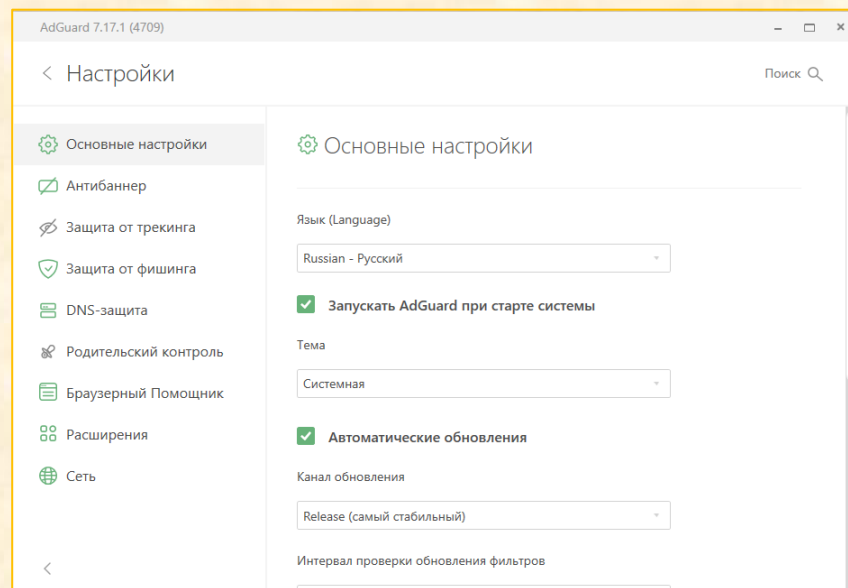 AdGuard 7.17.1 (4709)
Настройки
Поиск
Основные настройки
Антибаннер
Защита от трекинга
Защита от фишинга
DNS-защита
Родительский контроль
Браузерный Помощник
Расширения
Сеть
Основные настройки
Язык (Language)
Russian - Русский
Запускать AdGuard при старте системы
Тема
Системная
Автоматические обновления
Канал обновления
Release (самый стабильный)
Интервал проверки обновления фильтров